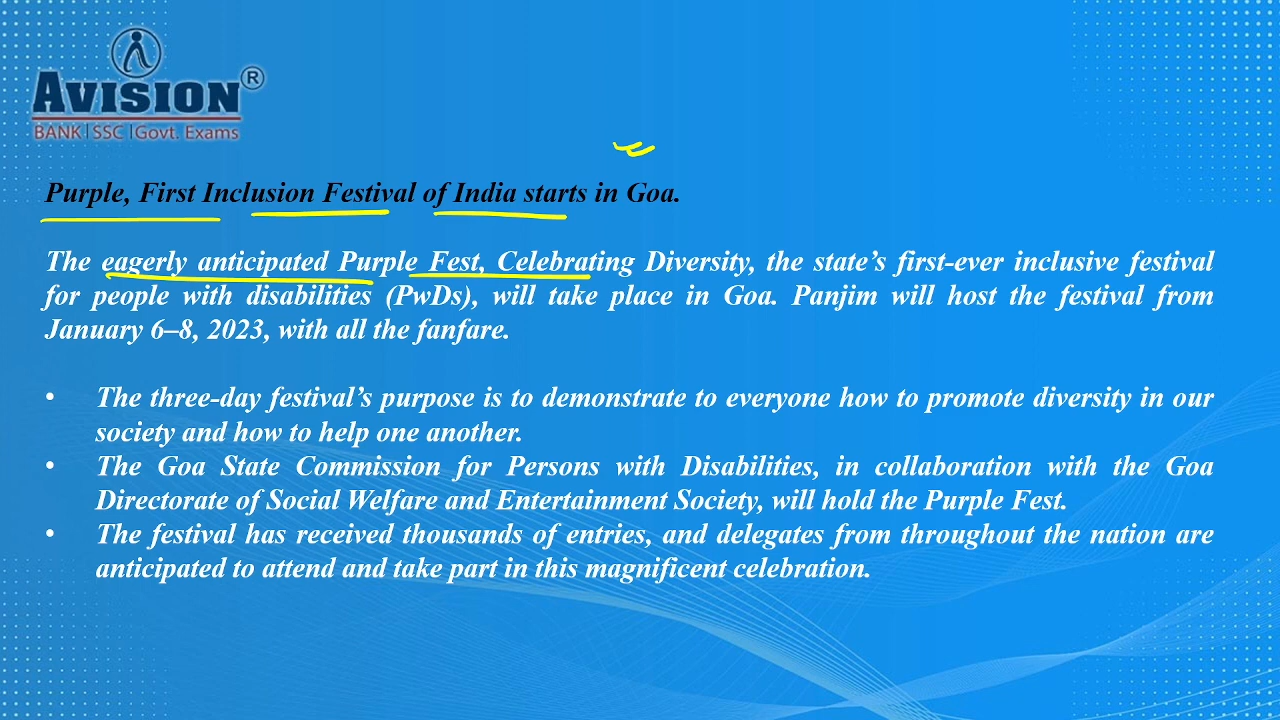 AVISION®
BANK | SSC | Govt. Exams
Purple, First Inclusion Festival of India starts in Goa.
The eagerly anticipated Purple Fest, Celebrating Diversity, the state’s first-ever inclusive festival
for people with disabilities (PwDs), will take place in Goa. Panjim will host the festival from
January 6–8, 2023, with all the fanfare.
• The three-day festival’s purpose is to demonstrate to everyone how to promote diversity in our
society and how to help one another.
• The Goa State Commission for Persons with Disabilities, in collaboration with the Goa
Directorate of Social Welfare and Entertainment Society, will hold the Purple Fest.
• The festival has received thousands of entries, and delegates from throughout the nation are
anticipated to attend and take part in this magnificent celebration.